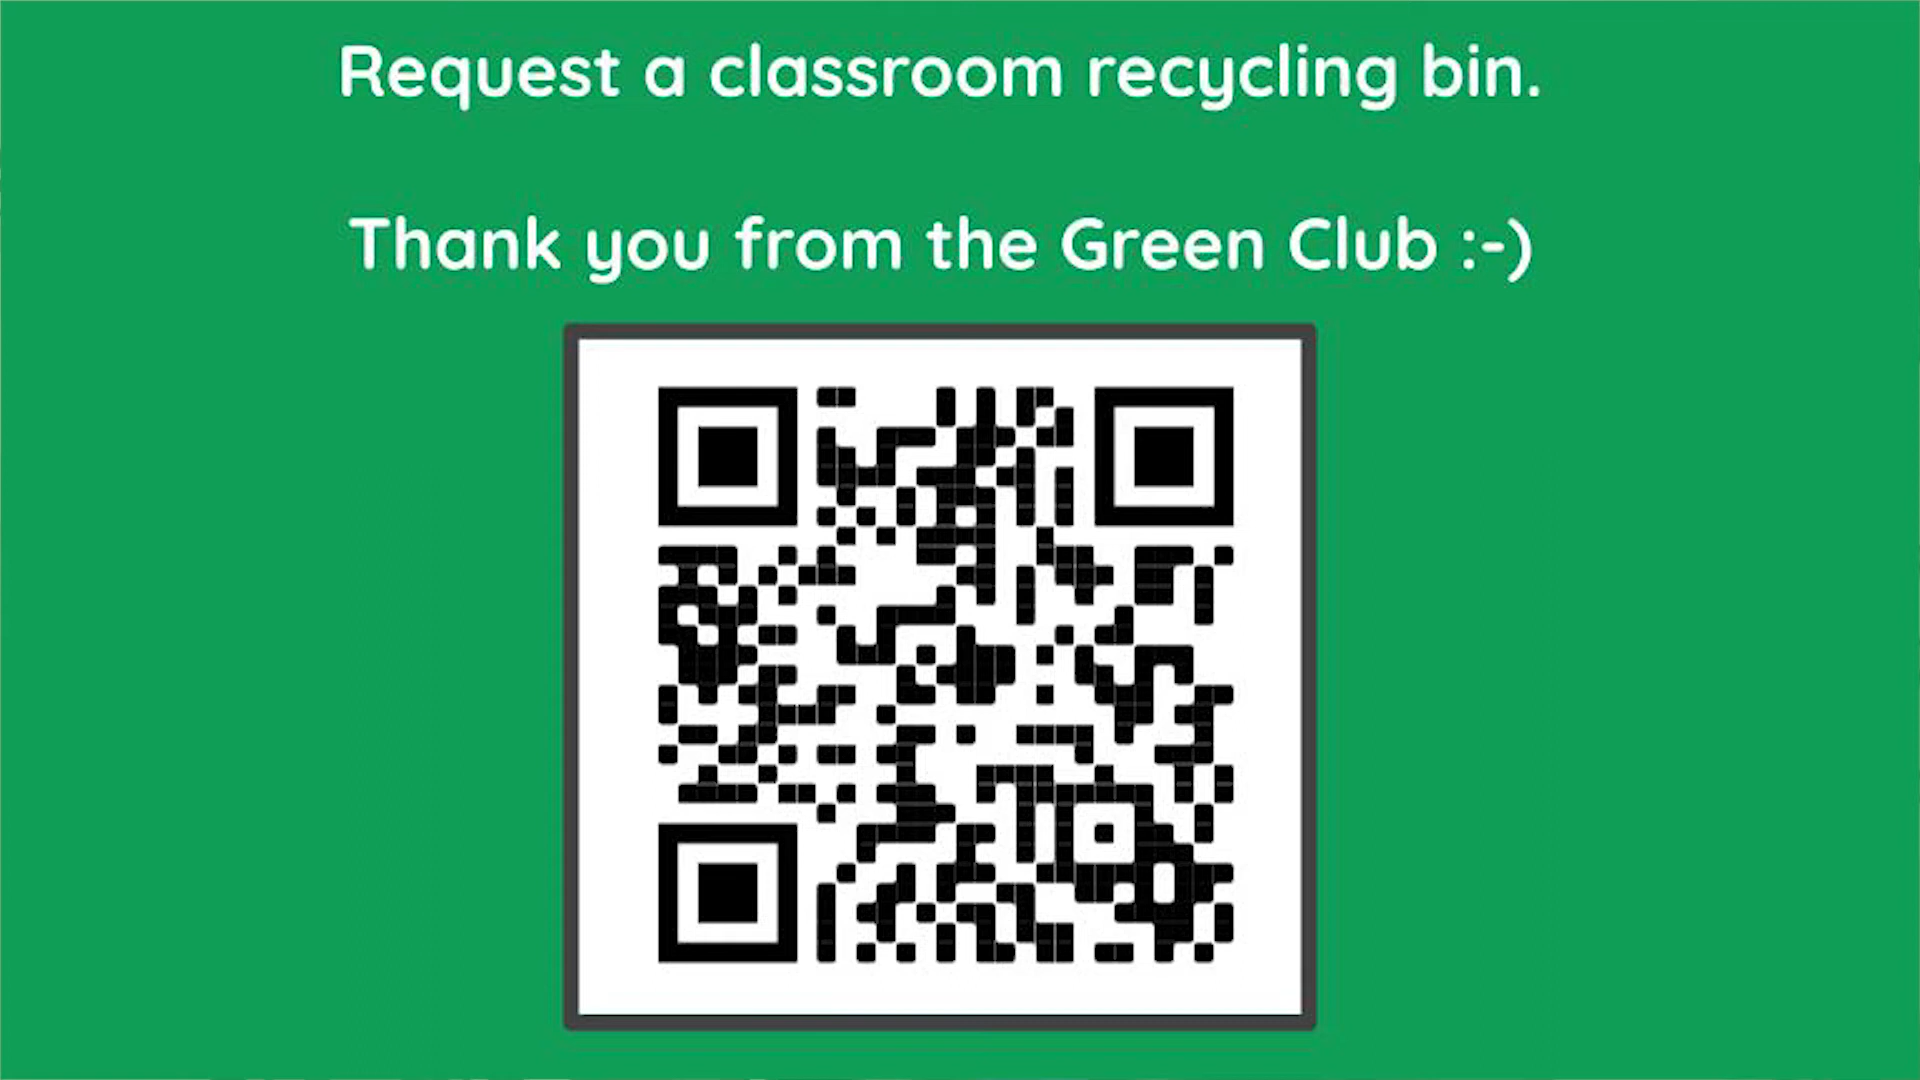 Request a classroom recycling bin.
Thank you from the Green Club :-)